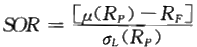 SOR = [μ(R_P) − R_F] / σ_L(R_P)